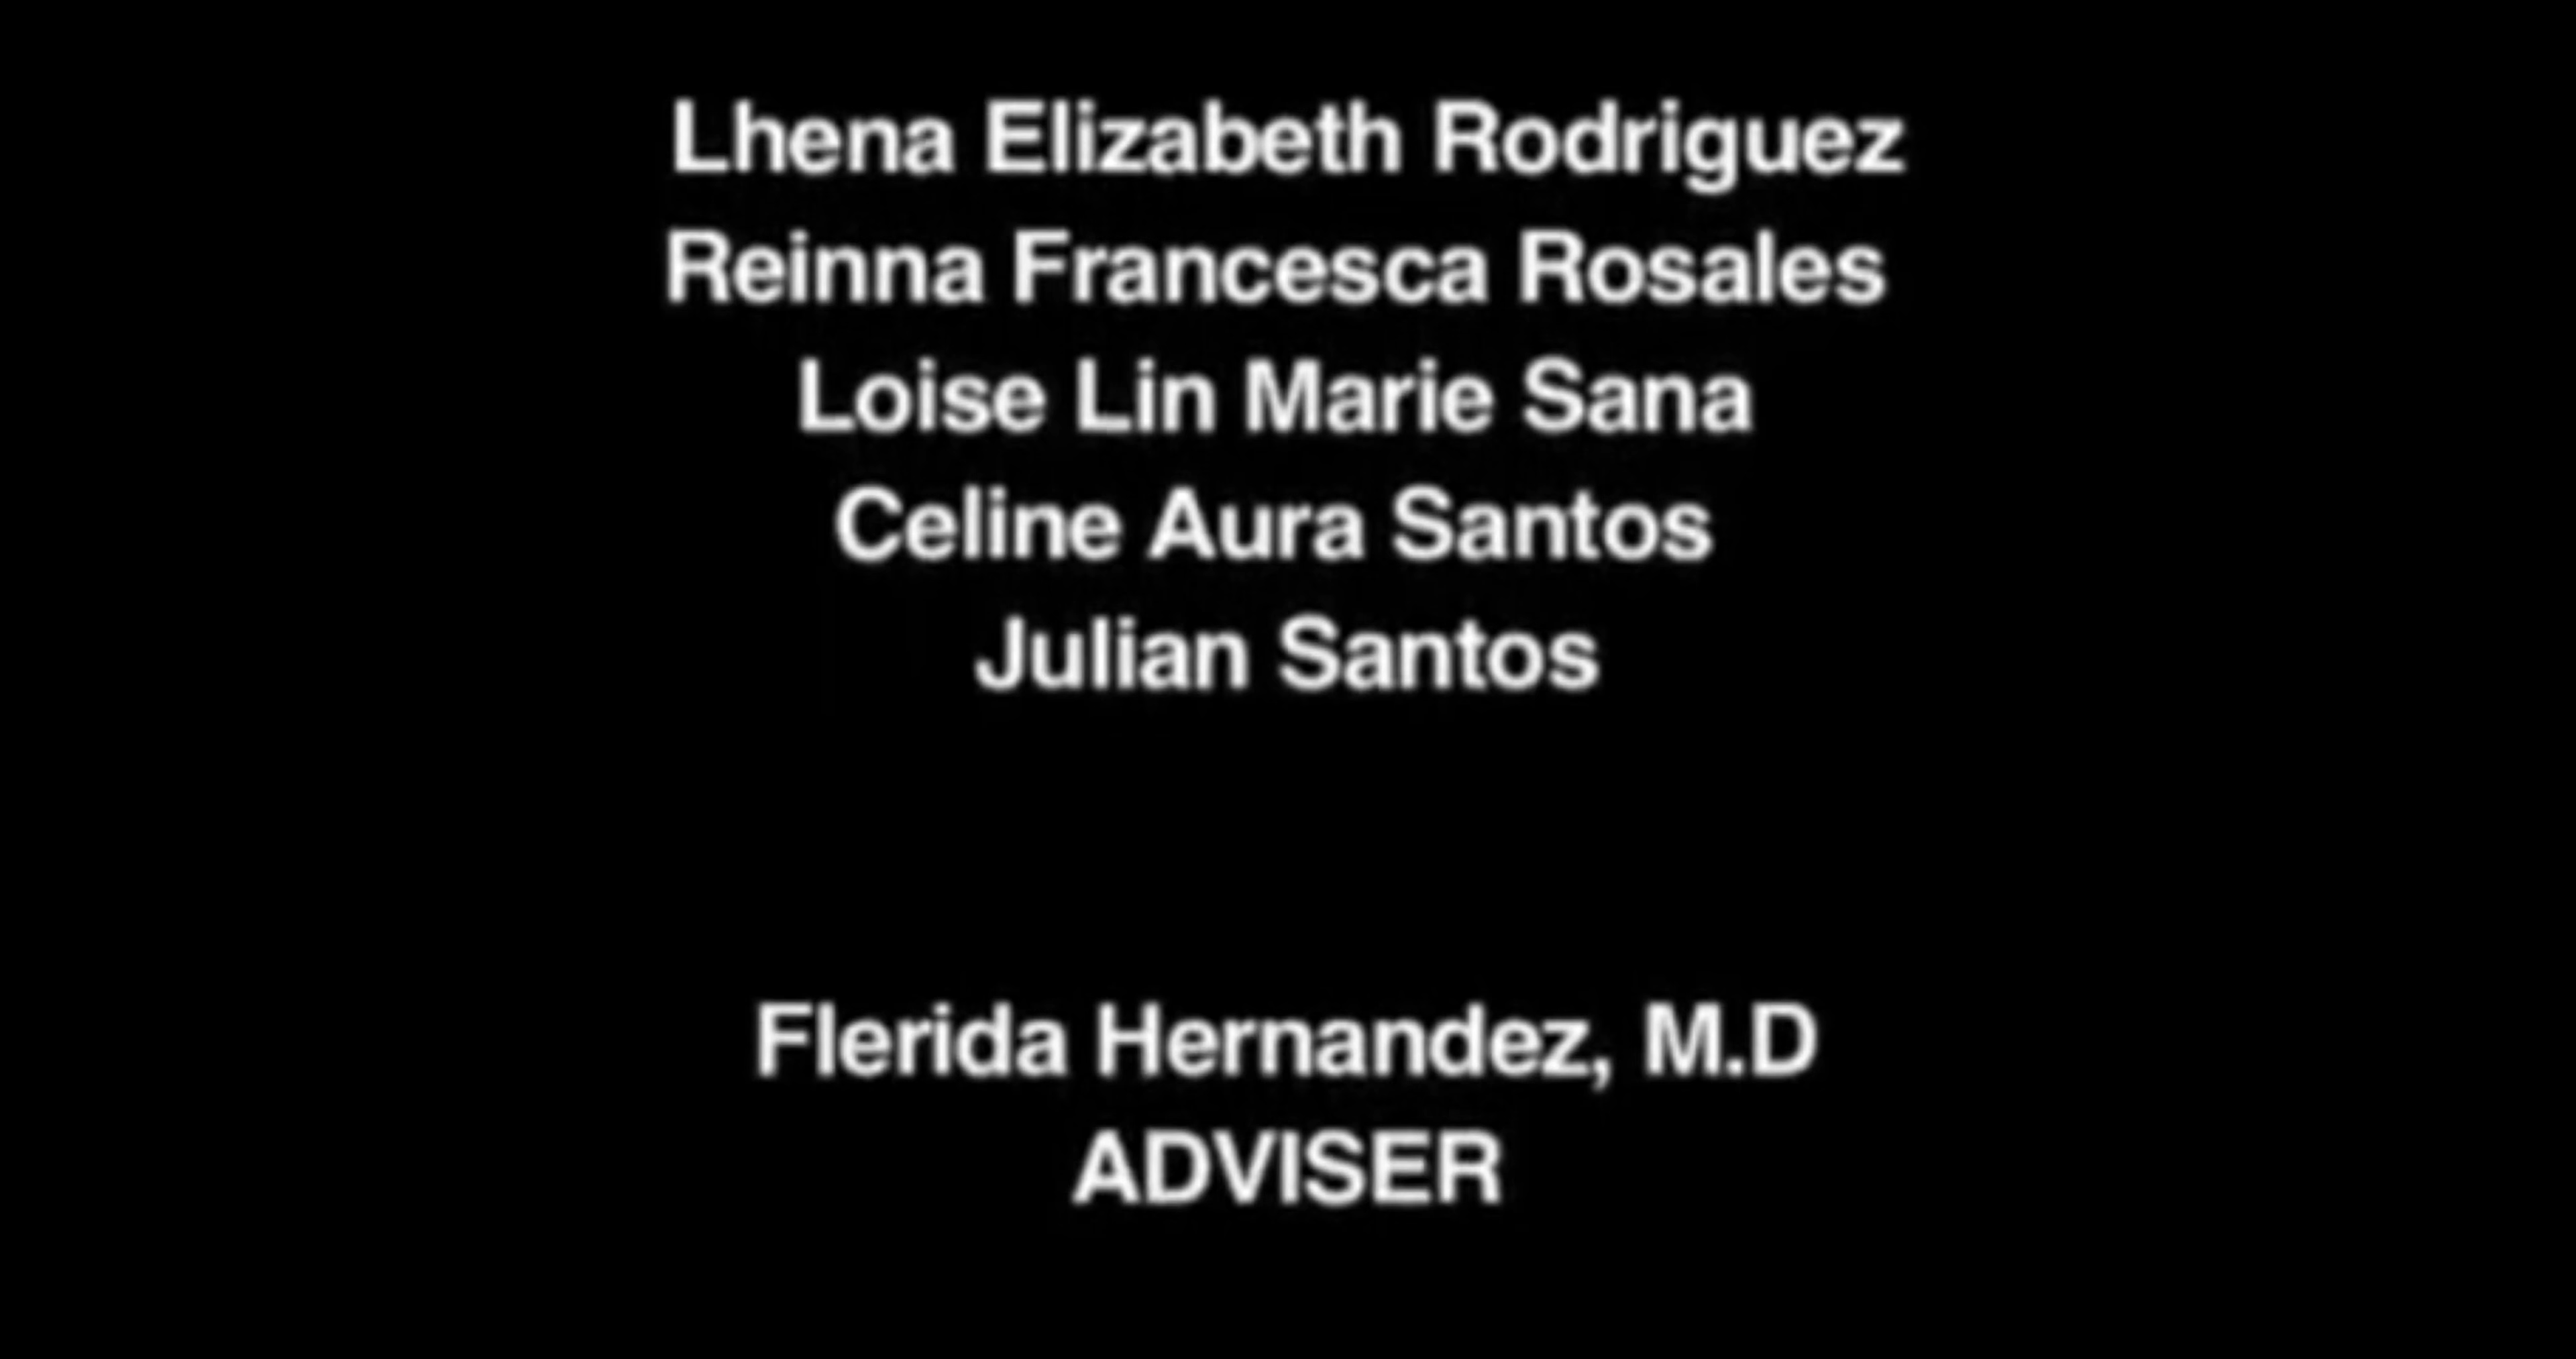 Lhena Elizabeth Rodriguez
Reinna Francesca Rosales
Loise Lin Marie Sana
Celine Aura Santos
Julian Santos
Flerida Hernandez, M.D
ADVISER